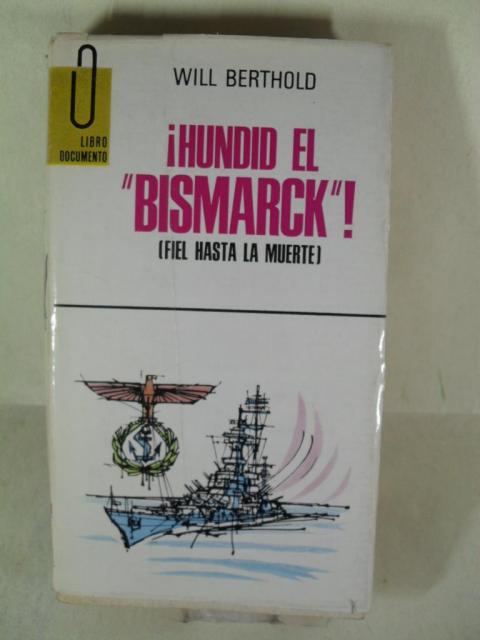 WILL BERTHOLD
LIBRO
DOCUMENTO
¡HUNDID EL
"BISMARCK"!
(FIEL HASTA LA MUERTE)